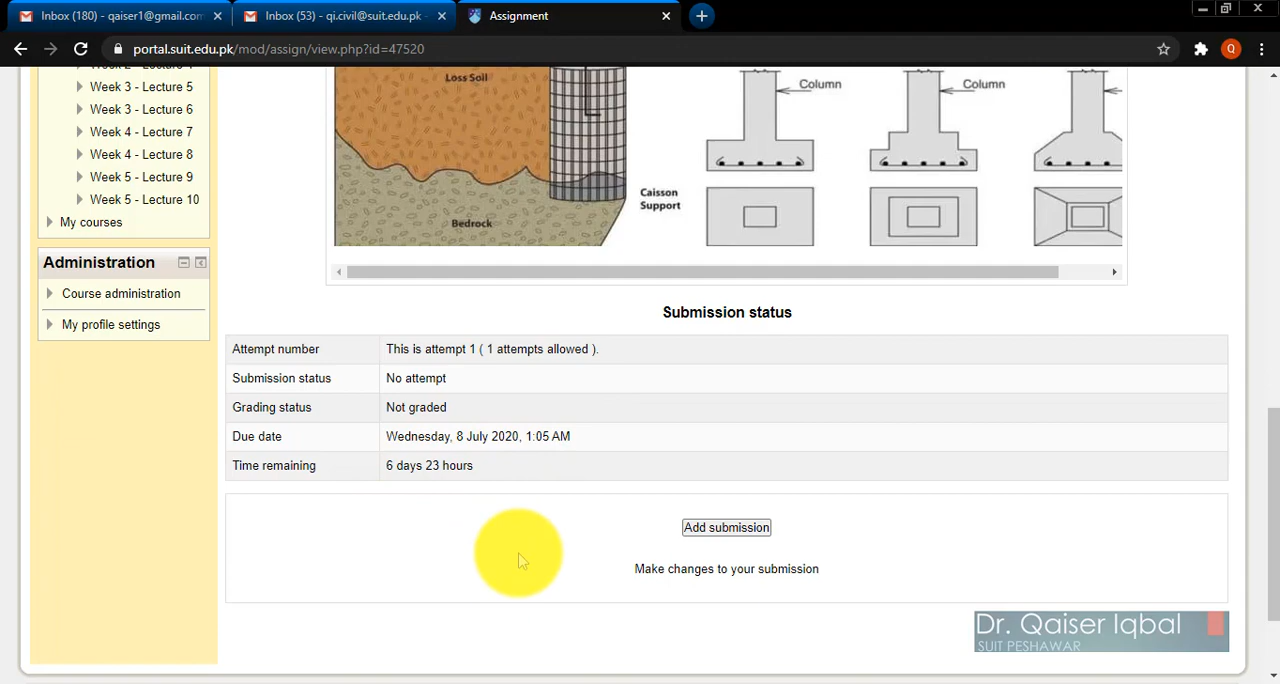 Inbox (180) - qaiser1@gmail.com
Inbox (53) - qi.civil@suit.edu.pk -
Assignment
portal.suit.edu.pk/mod/assign/view.php?id=47520
Q
Week 3 - Lecture 5
Week 3 - Lecture 6
Week 4 - Lecture 7
Week 4 - Lecture 8
Week 5 - Lecture 9
Week 5 - Lecture 10
My courses
Administration
Course administration
My profile settings
Loss Soil
Bedrock
Caisson
Support
Column
Column
Submission status
Attempt number This is attempt 1 ( 1 attempts allowed ).
Submission status No attempt
Grading status Not graded
Due date Wednesday, 8 July 2020, 1:05 AM
Time remaining 6 days 23 hours
Add submission
Make changes to your submission
Dr. Qaiser Iqbal
SUIT PESHAWAR